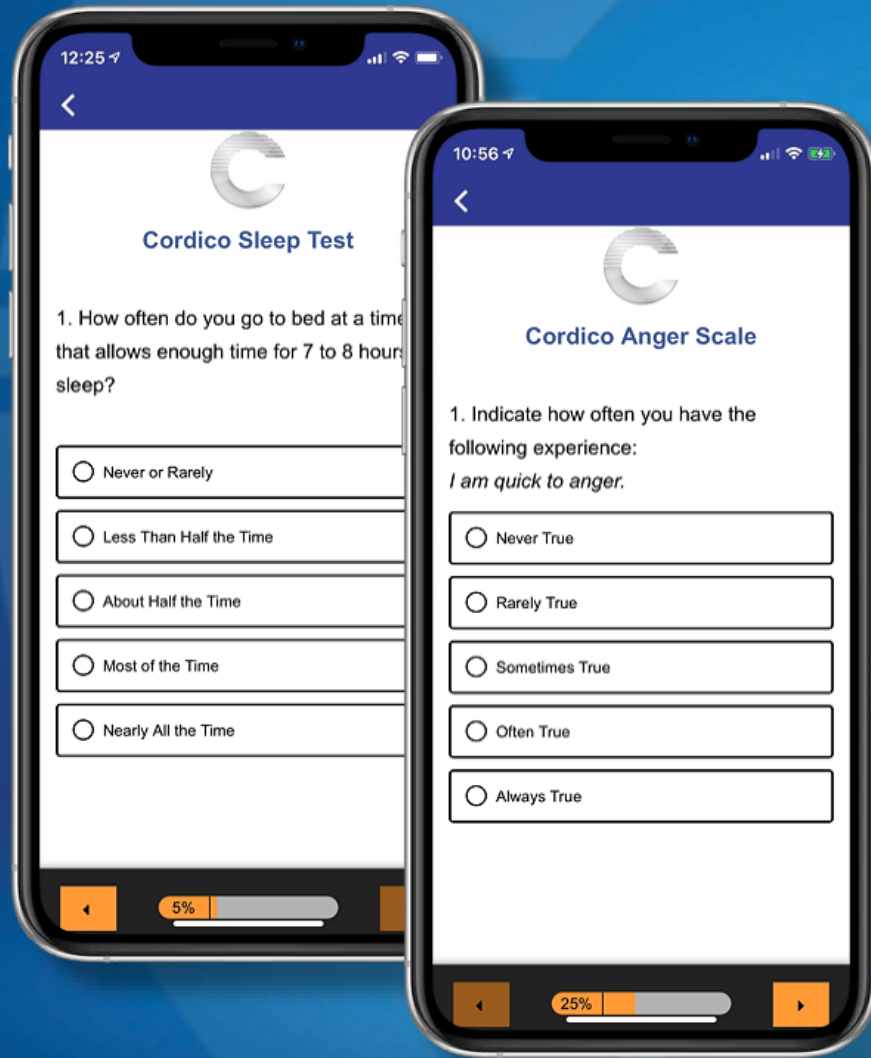 12:25
Cordico Sleep Test
1. How often do you go to bed at a time
that allows enough time for 7 to 8 hours
sleep?
Never or Rarely
Less Than Half the Time
About Half the Time
Most of the Time
Nearly All the Time
5%
10:56
Cordico Anger Scale
1. Indicate how often you have the
following experience:
I am quick to anger.
Never True
Rarely True
Sometimes True
Often True
Always True
25%